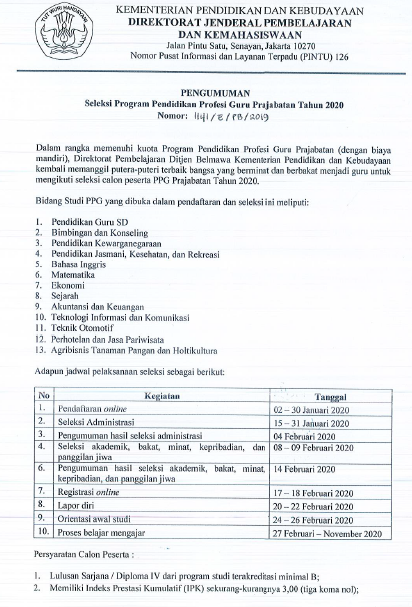 KEMENTERIAN PENDIDIKAN DAN KEBUDAYAAN
DIREKTORAT JENDERAL PEMBELAJARAN
DAN KEMAHASISWAAN
Jalan Pintu Satu, Senayan, Jakarta 10270
Nomor Pusat Informasi dan Layanan Terpadu (PINTU) 126
TUT WURI HANDAYANI
PENGUMUMAN
Seleksi Program Pendidikan Profesi Guru Prajabatan Tahun 2020
Nomor: 1141/E/PB/2019
Dalam rangka memenuhi kuota Program Pendidikan Profesi Guru Prajabatan (dengan biaya
mandiri), Direktorat Pembelajaran Ditjen Belmawa Kementerian Pendidikan dan Kebudayaan
kembali memanggil putera-puteri terbaik bangsa yang berminat dan berbakat menjadi guru untuk
mengikuti seleksi calon peserta PPG Prajabatan Tahun 2020.
Bidang Studi PPG yang dibuka dalam pendaftaran dan seleksi ini meliputi:
1. Pendidikan Guru SD
2. Bimbingan dan Konseling
3. Pendidikan Kewarganegaraan
4. Pendidikan Jasmani, Kesehatan, dan Rekreasi
5. Bahasa Inggris
6. Matematika
7. Ekonomi
8. Sejarah
9. Akuntansi dan Keuangan
10. Teknologi Informasi dan Komunikasi
11. Teknik Otomotif
12. Perhotelan dan Jasa Pariwisata
13. Agribisnis Tanaman Pangan dan Holtikultura
Adapun jadwal pelaksanaan seleksi sebagai berikut:
No Kegiatan Tanggal
1. Pendaftaran online 02 – 30 Januari 2020
2. Seleksi Administrasi 15 – 31 Januari 2020
3. Pengumuman hasil seleksi administrasi 04 Februari 2020
4. Seleksi akademik, bakat, minat, kepribadian, dan 08 – 09 Februari 2020
panggilan jiwa
6. Pengumuman hasil seleksi akademik, bakat, minat, 14 Februari 2020
kepribadian, dan panggilan jiwa
7. Registrasi online 17 – 18 Februari 2020
8. Lapor diri 20 – 22 Februari 2020
9. Orientasi awal studi 24 – 26 Februari 2020
10. Proses belajar mengajar 27 Februari – November 2020
Persyaratan Calon Peserta :
1. Lulusan Sarjana / Diploma IV dari program studi terakreditasi minimal B;
2. Memiliki Indeks Prestasi Kumulatif (IPK) sekurang-kurangnya 3,00 (tiga koma nol);